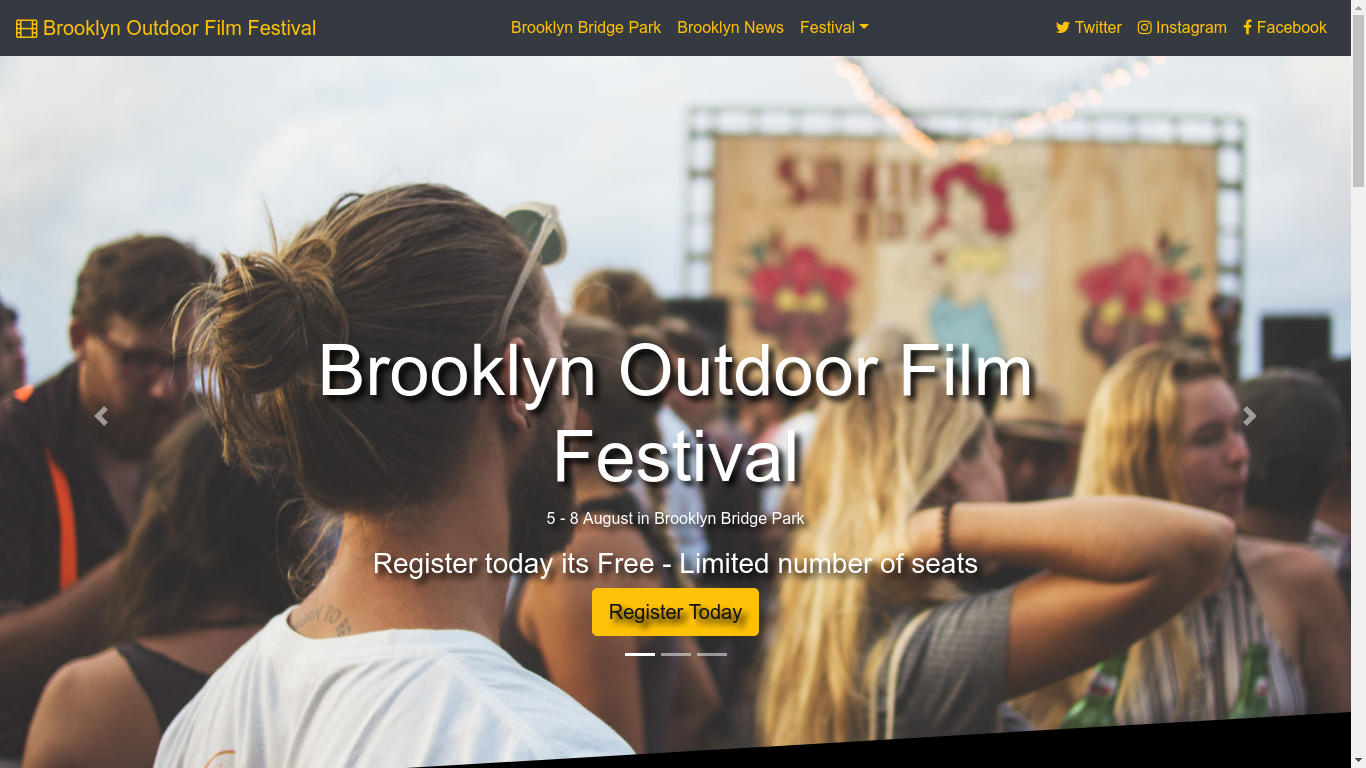 Brooklyn Outdoor Film Festival
Brooklyn Bridge Park
Brooklyn News
Festival
Twitter
Instagram
Facebook
Brooklyn Outdoor Film
Festival
5 - 8 August in Brooklyn Bridge Park
Register today its Free - Limited number of seats
Register Today